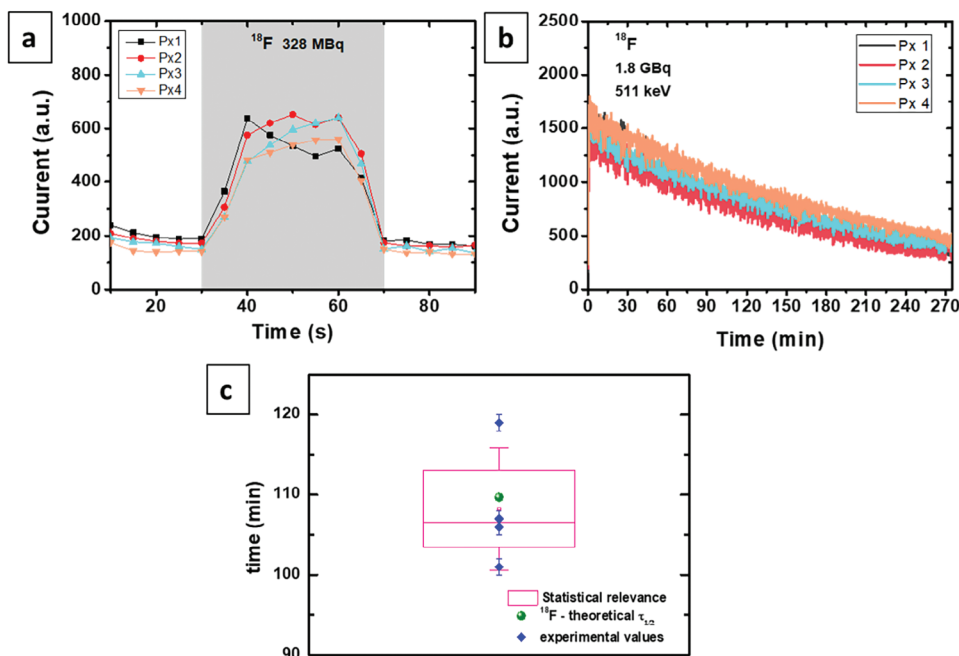 a
1000
800
600
400
200
0
Cuurent (a.u.)
Px1
Px2
Px3
Px4
18F 328 MBq
20 40 60 80
Time (s)
b
2500
2000
1500
1000
500
0
Current (a.u.)
18F
1.8 GBq
511 keV
Px 1
Px 2
Px 3
Px 4
0 30 60 90 120 150 180 210 240 270
Time (min)
c
120
110
100
90
time (min)
Statistical relevance
18F - theoretical τ1/2
experimental values